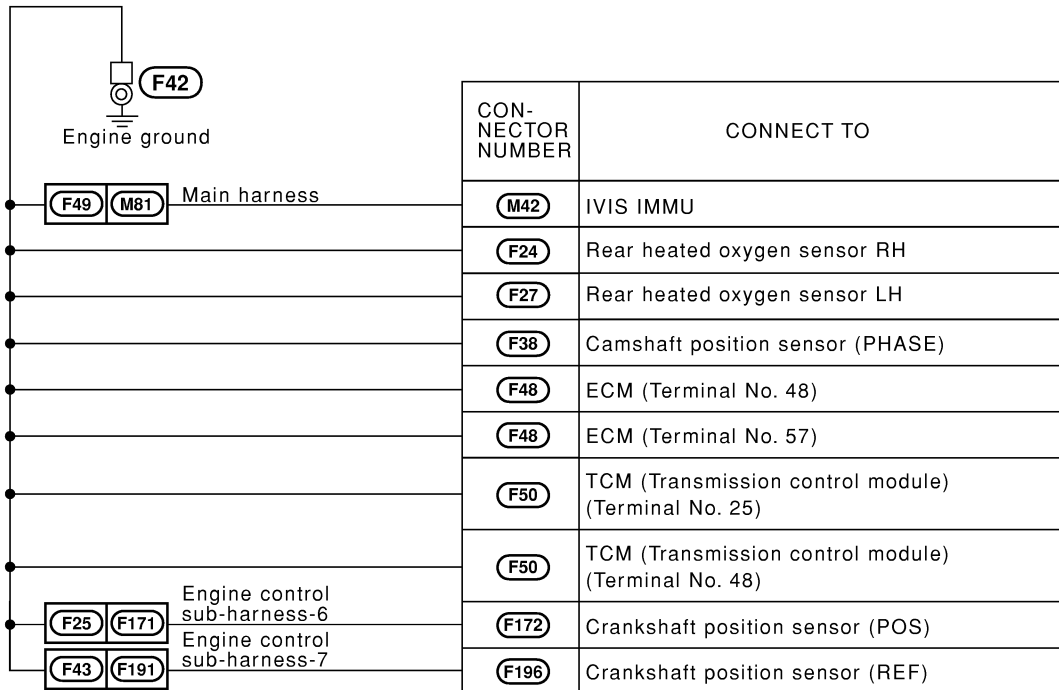 F42
Engine ground
CON-
NECTOR
NUMBER
CONNECT TO
F49 M81 Main harness M42 IVIS IMMU
F24 Rear heated oxygen sensor RH
F27 Rear heated oxygen sensor LH
F38 Camshaft position sensor (PHASE)
F48 ECM (Terminal No. 48)
F48 ECM (Terminal No. 57)
F50 TCM (Transmission control module)
(Terminal No. 25)
F50 TCM (Transmission control module)
(Terminal No. 48)
Engine control
sub-harness-6
F25 F171 F172 Crankshaft position sensor (POS)
Engine control
sub-harness-7
F43 F191 F196 Crankshaft position sensor (REF)